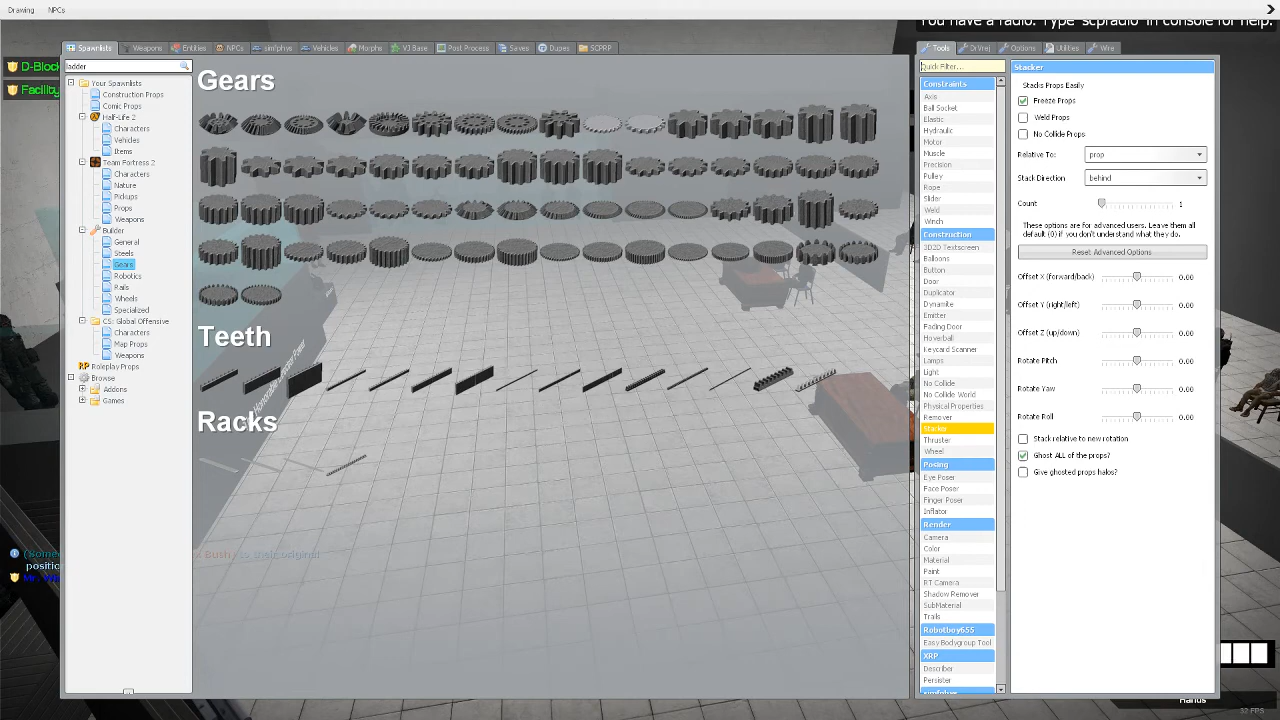 Drawing NPCs
You have a radio. Type 'scpradio' in console for help.
Spawnlists Weapons Entities NPCs simfphys Vehicles Morphs VJ Base Post Process Saves Dupes SCPRP
Tools Options Utilities Wire
D-Block
Facility
ladder
Your Spawnlists
Construction Props
Comic Props
Half-Life 2
Characters
Vehicles
Items
Team Fortress 2
Characters
Nature
Pickups
Props
Weapons
Builder
General
Steels
Gears
Robotics
Rails
Wheels
Specialized
CS: Global Offensive
Characters
Map Props
Weapons
Roleplay Props
Browse
Addons
Games
Gears
Teeth
Racks
Bushy to their original
(Some
positio
Mr.
Quick Filter...
Constraints
Axis
Ball Socket
Elastic
Hydraulic
Motor
Muscle
Precision
Pulley
Rope
Slider
Weld
Winch
Construction
3D2D Textscreen
Balloons
Button
Door
Duplicator
Dynamite
Emitter
Fading Door
Hoverball
Keycard Scanner
Lamps
Light
No Collide
No Collide World
Physical Properties
Remover
Stacker
Thruster
Wheel
Posing
Eye Poser
Face Poser
Finger Poser
Inflator
Render
Camera
Color
Material
Paint
RT Camera
Shadow Remover
SubMaterial
Trails
Robotboy655
Easy Bodygroup Tool
XRP
Describer
Persister
simfphys
Stacker
Stacks Props Easily
Freeze Props
Weld Props
No Collide Props
Relative To: prop
Stack Direction behind
Count 1
These options are for advanced users. Leave them all
default (0) if you don't understand what they do.
Reset Advanced Options
Offset X (forward/back) 0.00
Offset Y (right/left) 0.00
Offset Z (up/down) 0.00
Rotate Pitch 0.00
Rotate Yaw 0.00
Rotate Roll 0.00
Stack relative to new rotation
Ghost ALL of the props?
Give ghosted props halos?
Hands
32 FPS